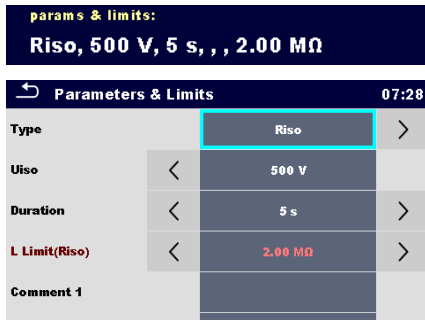 params & limits:
Riso, 500 V, 5 s, , , 2.00 MΩ
Parameters & Limits 07:28
Type Riso
Uiso 500 V
Duration 5 s
L Limit(Riso) 2.00 MΩ
Comment 1